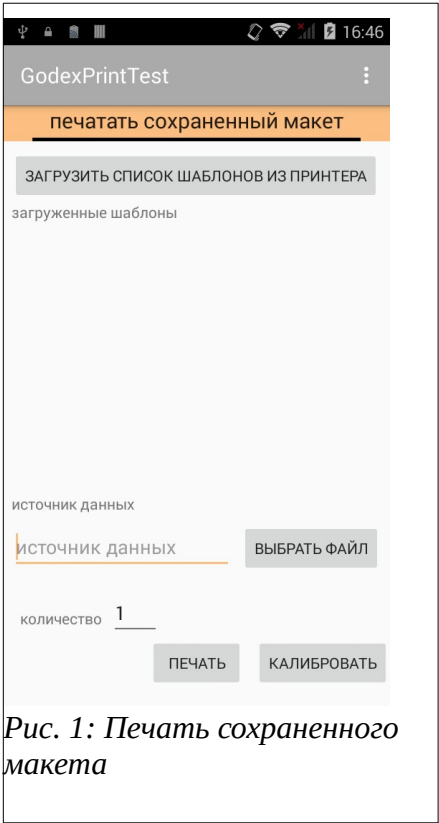 16:46
GodexPrintTest
печатать сохраненный макет
ЗАГРУЗИТЬ СПИСОК ШАБЛОНОВ ИЗ ПРИНТЕРА
загруженные шаблоны
источник данных
источник данных ВЫБРАТЬ ФАЙЛ
количество 1
ПЕЧАТЬ КАЛИБРОВАТЬ
Рис. 1: Печать сохраненного
макета